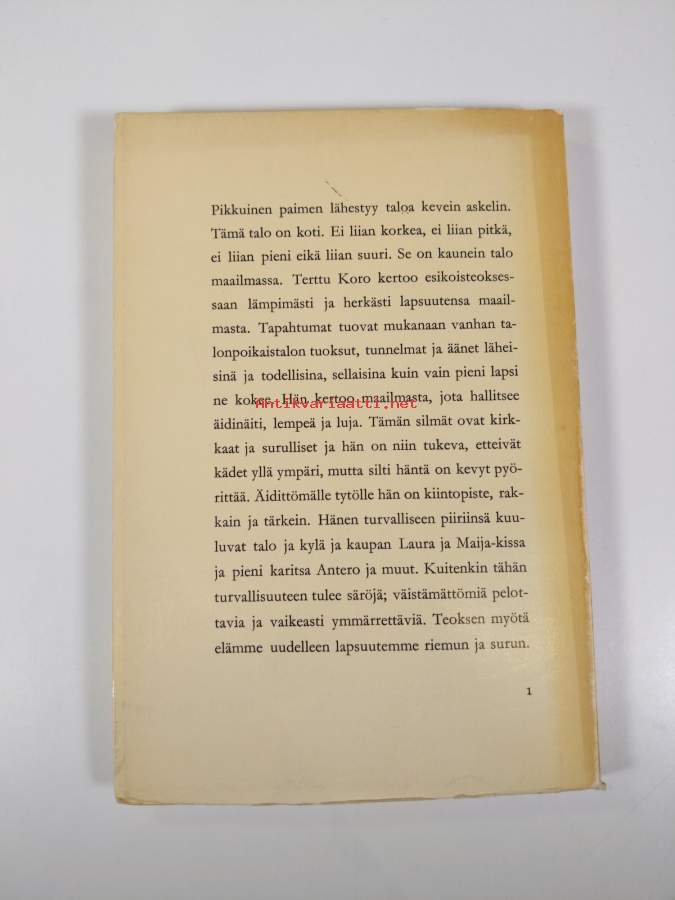 Pikkuinen paimen lähestyy taloa kevein askelin.
Tämä talo on koti. Ei liian korkea, ei liian pitkä,
ei liian pieni eikä liian suuri. Se on kaunein talo
maailmassa. Terttu Koro kertoo esikoisteokses-
saan lämpimästi ja herkästi lapsuutensa maail-
masta. Tapahtumat tuovat mukanaan vanhan ta-
lonpoikaistalon tuoksut, tunnelmat ja äänet lähei-
sinä ja todellisina, sellaisina kuin vain pieni lapsi
ne kokee. Hän kertoo maailmasta, jota hallitsee
Antikvariaatti.net
äidinäiti, lempeä ja luja. Tämän silmät ovat kirk-
kaat ja surulliset ja hän on niin tukeva, etteivät
kädet yllä ympäri, mutta silti häntä on kevyt pyö-
rittää. Äidittömälle tytölle hän on kiintopiste, rak-
kain ja tärkein. Hänen turvalliseen piiriinsä kuu-
luvat talo ja kylä ja kaupan Laura ja Maija-kissa
ja pieni karitsa Antero ja muut. Kuitenkin tähän
turvallisuuteen tulee säröjä; väistämättömiä pelot-
tavia ja vaikeasti ymmärrettäviä. Teoksen myötä
elämme uudelleen lapsuutemme riemun ja surun.
1